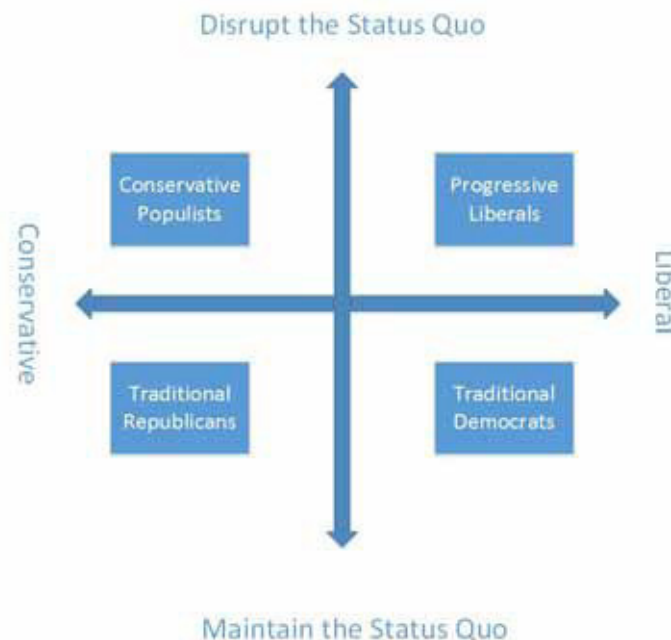 Disrupt the Status Quo
Conservative
Populists
Progressive
Liberals
Conservative
Liberal
Traditional
Republicans
Traditional
Democrats
Maintain the Status Quo